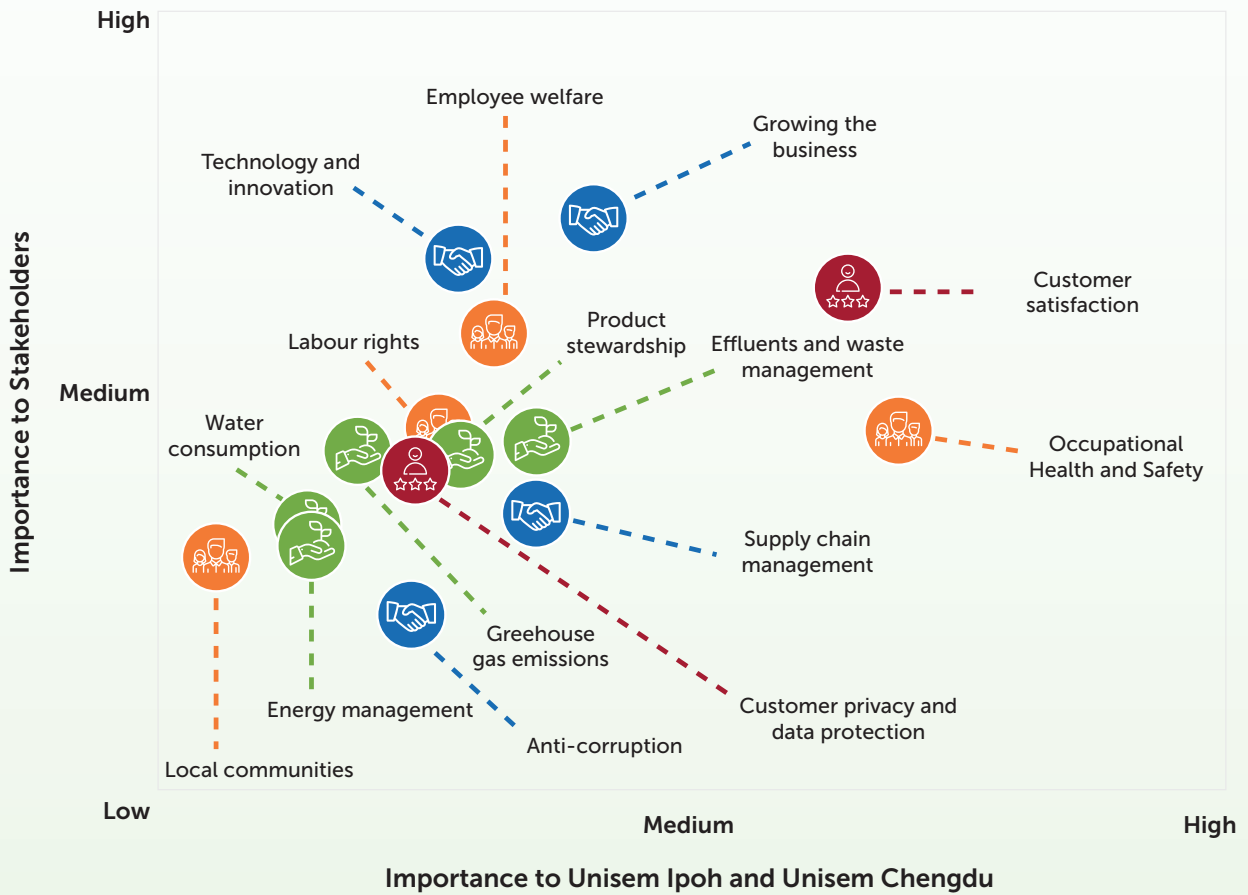 High
Employee welfare
Growing the
business
Technology and
innovation
Customer
satisfaction
Product
stewardship
Labour rights
Effluents and waste
management
Importance to Stakeholders
Medium
Water
consumption
Occupational
Health and Safety
Supply chain
management
Greehouse
gas emissions
Energy management
Customer privacy and
data protection
Anti-corruption
Local communities
Low
Medium
High
Importance to Unisem Ipoh and Unisem Chengdu